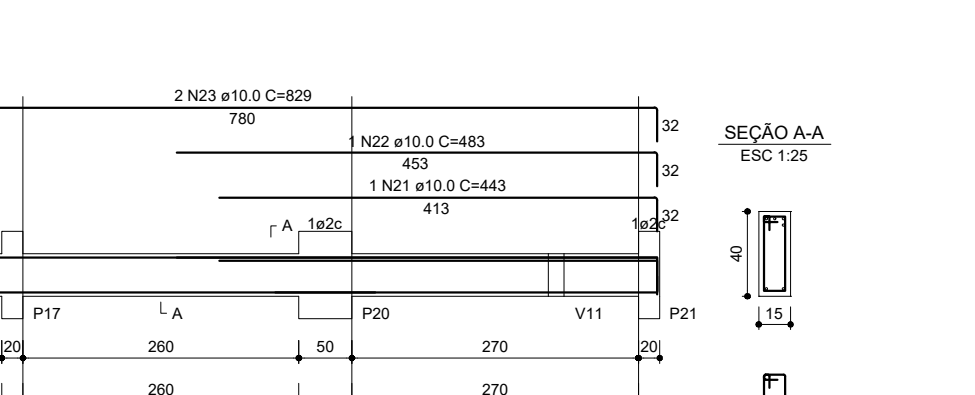 2 N23 ø10.0 C=829
780
32
SEÇÃO A-A
ESC 1:25
1 N22 ø10.0 C=483
453
32
1 N21 ø10.0 C=443
413
32
A
1ø2c
1ø2c
40
15
P17
A
P20
V11
P21
20
260
50
270
20
260
270